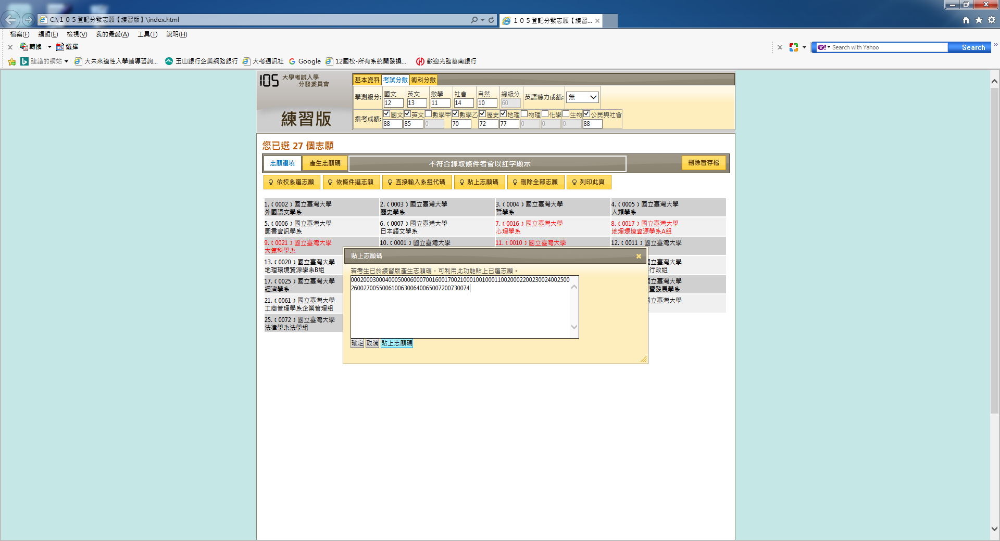 C:\１０５登記分發志願【練習版】\index.html
１０５登記分發志願【練習...
檔案(F) 編輯(E) 檢視(V) 我的最愛(A) 工具(T) 說明(H)
轉換 選擇
Search with Yahoo Search
建議的網站 大未來適性入學輔導咨詢... 玉山銀行企業網路銀行 大考通訊社 Google 12國校-所有系統開發操... 歡迎光臨華南銀行
105 大學考試入學
分發委員會
練習版
基本資料 考試分數 術科分數
學測級分: 國文 英文 數學 社會 自然 總級分 英語聽力成績: 無
12 13 11 14 10 60
指考成績: 國文 英文 數學甲 數學乙 歷史 地理 物理 化學 生物 公民與社會
88 85 0 70 72 77 0 0 0 88
您已選 27 個志願
志願選填 產生志願碼 不符合錄取條件者會以紅字顯示 刪除暫存檔
依校系選志願 依條件選志願 直接輸入系組代碼 貼上志願碼 刪除全部志願 列印此頁
1.﹝0002﹞國立臺灣大學 2.﹝0003﹞國立臺灣大學 3.﹝0004﹞國立臺灣大學 4.﹝0005﹞國立臺灣大學
外國語文學系 歷史學系 哲學系 人類學系
5.﹝0006﹞國立臺灣大學 6.﹝0007﹞國立臺灣大學 7.﹝0016﹞國立臺灣大學 8.﹝0017﹞國立臺灣大學
圖書資訊學系 日本語文學系 心理學系 地理環境資源學系A組
9.﹝0021﹞國立臺灣大學 10.﹝0001﹞國立臺灣大學 11.﹝0010﹞國立臺灣大學 12.﹝0011﹞國立臺灣大學
大氣科學系
13.﹝0020﹞國立臺灣大學
地理環境資源學系B組
行政組
17.﹝0025﹞國立臺灣大學
經濟學系
暨發展學系
21.﹝0061﹞國立臺灣大學
工商管理學系企業管理組
25.﹝0072﹞國立臺灣大學
法律學系法學組
貼上志願碼
若考生已於練習版產生志願碼，可利用此功能貼上已選志願。
0002000300040005000600070016001700210001001000110020002200230024002500
26002700550061006300640065007200730074
確定 取消 貼上志願碼